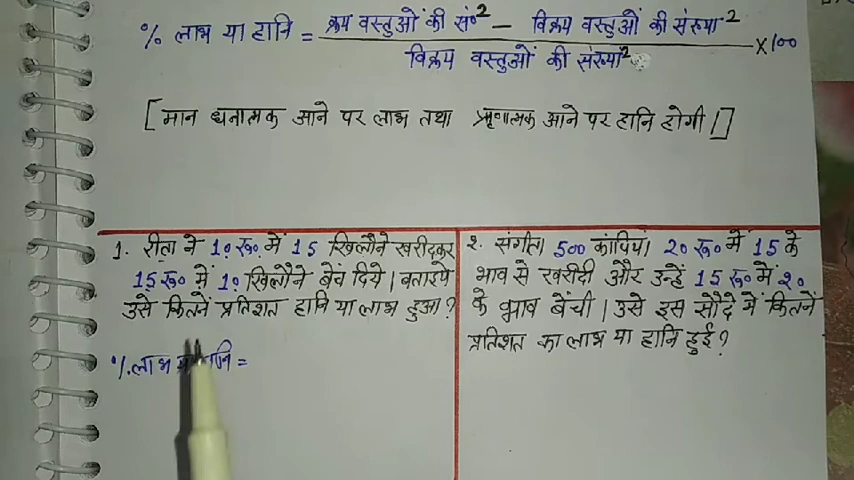 % लाभ या हानि = क्रय वस्तुओं की सं०² − विक्रय वस्तुओं की संख्या² × 100
विक्रय वस्तुओं की संख्या²
[मान धनात्मक आने पर लाभ तथा ऋणात्मक आने पर हानि होगी।]
1. रीता ने 10 रू० में 15 खिलौने खरीदकर
15 रू० में 10 खिलौने बेच दिये। बताइये
उसे कितनें प्रतिशत हानि या लाभ हुआ?
% लाभ या हानि =
2. संगीता 500 कांपियां 20 रू० में 15 के
भाव से खरीदी और उन्हें 15 रू० में 20
के भाव बेंची। उसे इस सौदे में कितनें
प्रतिशत का लाभ या हानि हुई?